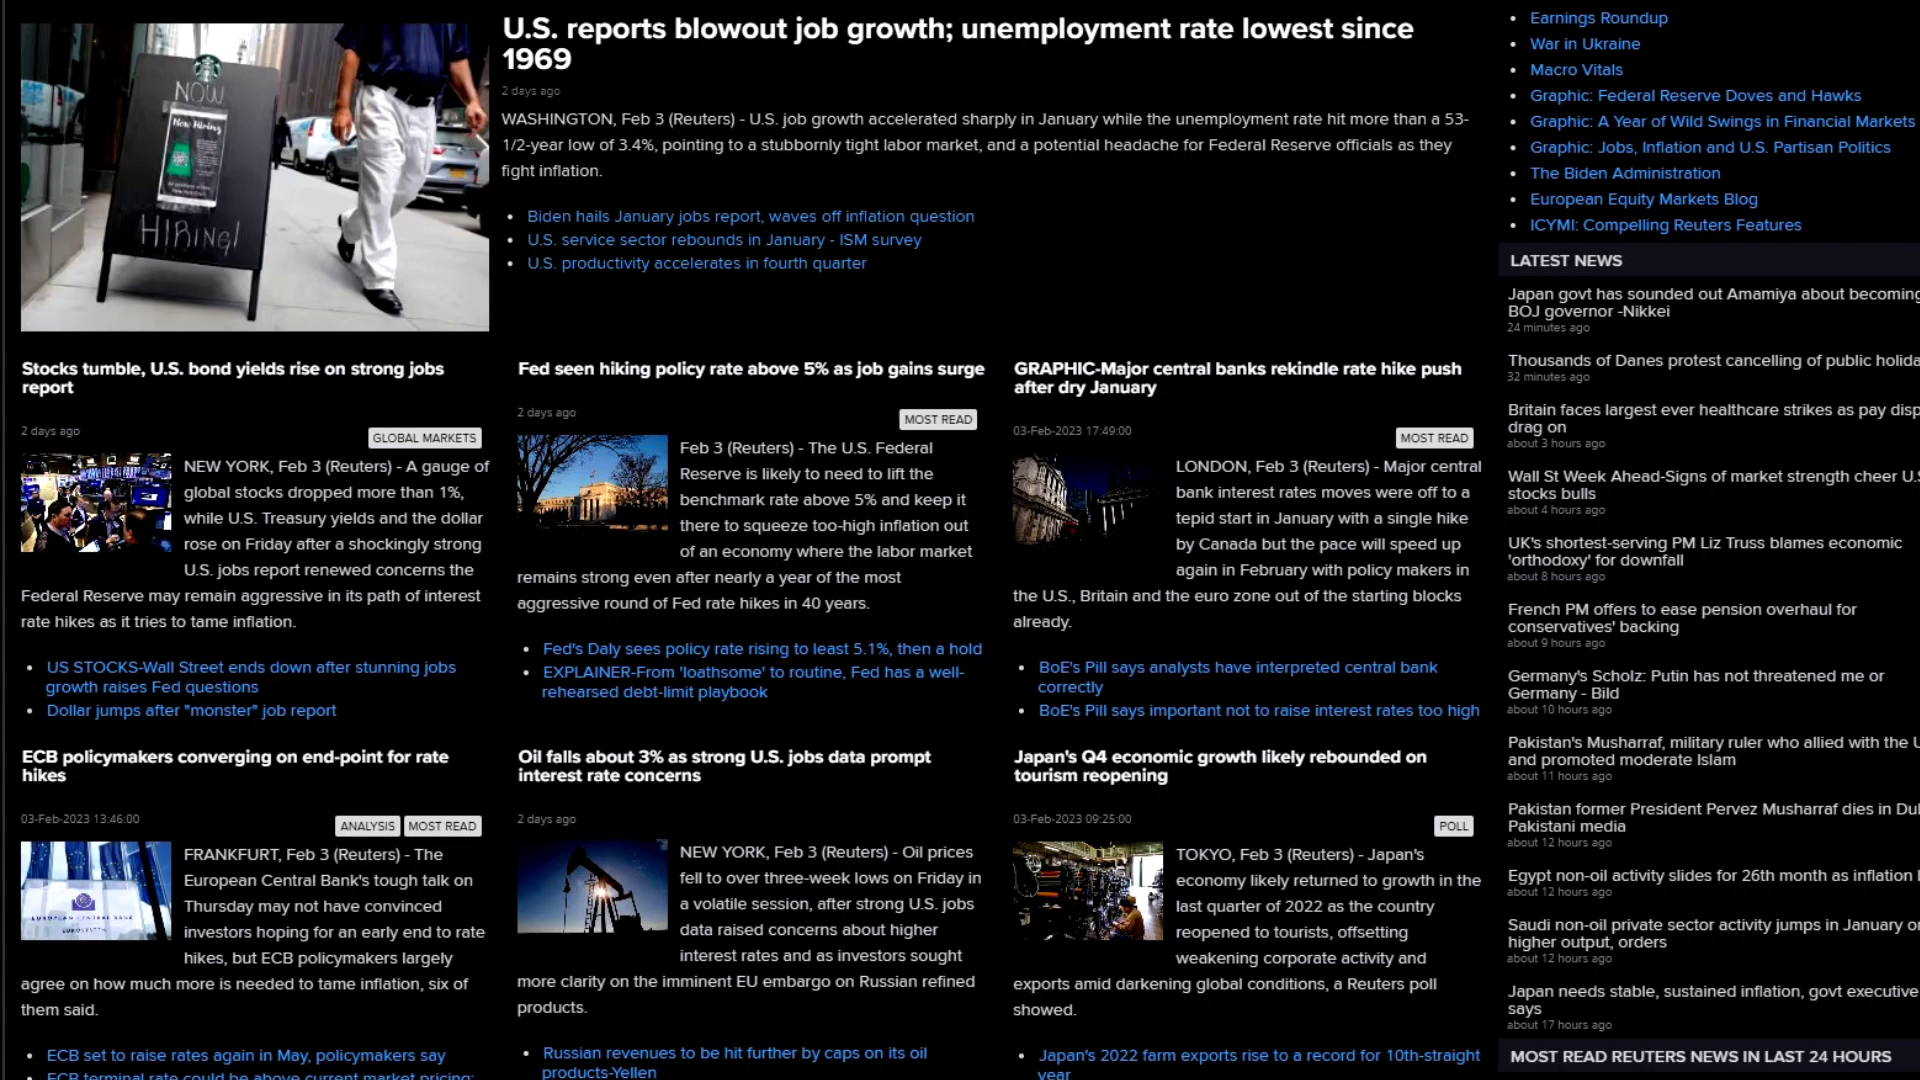 U.S. reports blowout job growth; unemployment rate lowest since
1969
2 days ago
WASHINGTON, Feb 3 (Reuters) - U.S. job growth accelerated sharply in January while the unemployment rate hit more than a 53-
1/2-year low of 3.4%, pointing to a stubbornly tight labor market, and a potential headache for Federal Reserve officials as they
fight inflation.
Biden hails January jobs report, waves off inflation question
U.S. service sector rebounds in January - ISM survey
U.S. productivity accelerates in fourth quarter
NOW
Now Hiring
HIRING!
Stocks tumble, U.S. bond yields rise on strong jobs
report
2 days ago
GLOBAL MARKETS
NEW YORK, Feb 3 (Reuters) - A gauge of
global stocks dropped more than 1%,
while U.S. Treasury yields and the dollar
rose on Friday after a shockingly strong
U.S. jobs report renewed concerns the
Federal Reserve may remain aggressive in its path of interest
rate hikes as it tries to tame inflation.
US STOCKS-Wall Street ends down after stunning jobs
growth raises Fed questions
Dollar jumps after "monster" job report
Fed seen hiking policy rate above 5% as job gains surge
2 days ago
MOST READ
Feb 3 (Reuters) - The U.S. Federal
Reserve is likely to need to lift the
benchmark rate above 5% and keep it
there to squeeze too-high inflation out
of an economy where the labor market
remains strong even after nearly a year of the most
aggressive round of Fed rate hikes in 40 years.
Fed's Daly sees policy rate rising to least 5.1%, then a hold
EXPLAINER-From 'loathsome' to routine, Fed has a well-
rehearsed debt-limit playbook
GRAPHIC-Major central banks rekindle rate hike push
after dry January
03-Feb-2023 17:49:00
MOST READ
LONDON, Feb 3 (Reuters) - Major central
bank interest rates moves were off to a
tepid start in January with a single hike
by Canada but the pace will speed up
again in February with policy makers in
the U.S., Britain and the euro zone out of the starting blocks
already.
BoE's Pill says analysts have interpreted central bank
correctly
BoE's Pill says important not to raise interest rates too high
ECB policymakers converging on end-point for rate
hikes
03-Feb-2023 13:46:00
ANALYSIS MOST READ
FRANKFURT, Feb 3 (Reuters) - The
European Central Bank's tough talk on
Thursday may not have convinced
investors hoping for an early end to rate
hikes, but ECB policymakers largely
agree on how much more is needed to tame inflation, six of
them said.
EUROPEAN CENTRAL BANK
EUROSYSTEM
ECB set to raise rates again in May, policymakers say
ECB terminal rate could be above current market pricing:
Oil falls about 3% as strong U.S. jobs data prompt
interest rate concerns
2 days ago
NEW YORK, Feb 3 (Reuters) - Oil prices
fell to over three-week lows on Friday in
a volatile session, after strong U.S. jobs
data raised concerns about higher
interest rates and as investors sought
more clarity on the imminent EU embargo on Russian refined
products.
Russian revenues to be hit further by caps on its oil
products-Yellen
Japan's Q4 economic growth likely rebounded on
tourism reopening
03-Feb-2023 09:25:00
POLL
TOKYO, Feb 3 (Reuters) - Japan's
economy likely returned to growth in the
last quarter of 2022 as the country
reopened to tourists, offsetting
weakening corporate activity and
exports amid darkening global conditions, a Reuters poll
showed.
Japan's 2022 farm exports rise to a record for 10th-straight
year
Earnings Roundup
War in Ukraine
Macro Vitals
Graphic: Federal Reserve Doves and Hawks
Graphic: A Year of Wild Swings in Financial Markets
Graphic: Jobs, Inflation and U.S. Partisan Politics
The Biden Administration
European Equity Markets Blog
ICYMI: Compelling Reuters Features
LATEST NEWS
Japan govt has sounded out Amamiya about becoming
BOJ governor -Nikkei
24 minutes ago
Thousands of Danes protest cancelling of public holida
32 minutes ago
Britain faces largest ever healthcare strikes as pay disp
drag on
about 3 hours ago
Wall St Week Ahead-Signs of market strength cheer U.S
stocks bulls
about 4 hours ago
UK's shortest-serving PM Liz Truss blames economic
'orthodoxy' for downfall
about 8 hours ago
French PM offers to ease pension overhaul for
conservatives' backing
about 9 hours ago
Germany's Scholz: Putin has not threatened me or
Germany - Bild
about 10 hours ago
Pakistan's Musharraf, military ruler who allied with the U
and promoted moderate Islam
about 11 hours ago
Pakistan former President Pervez Musharraf dies in Dub
Pakistani media
about 12 hours ago
Egypt non-oil activity slides for 26th month as inflation
about 12 hours ago
Saudi non-oil private sector activity jumps in January on
higher output, orders
about 12 hours ago
Japan needs stable, sustained inflation, govt executive
says
about 17 hours ago
MOST READ REUTERS NEWS IN LAST 24 HOURS